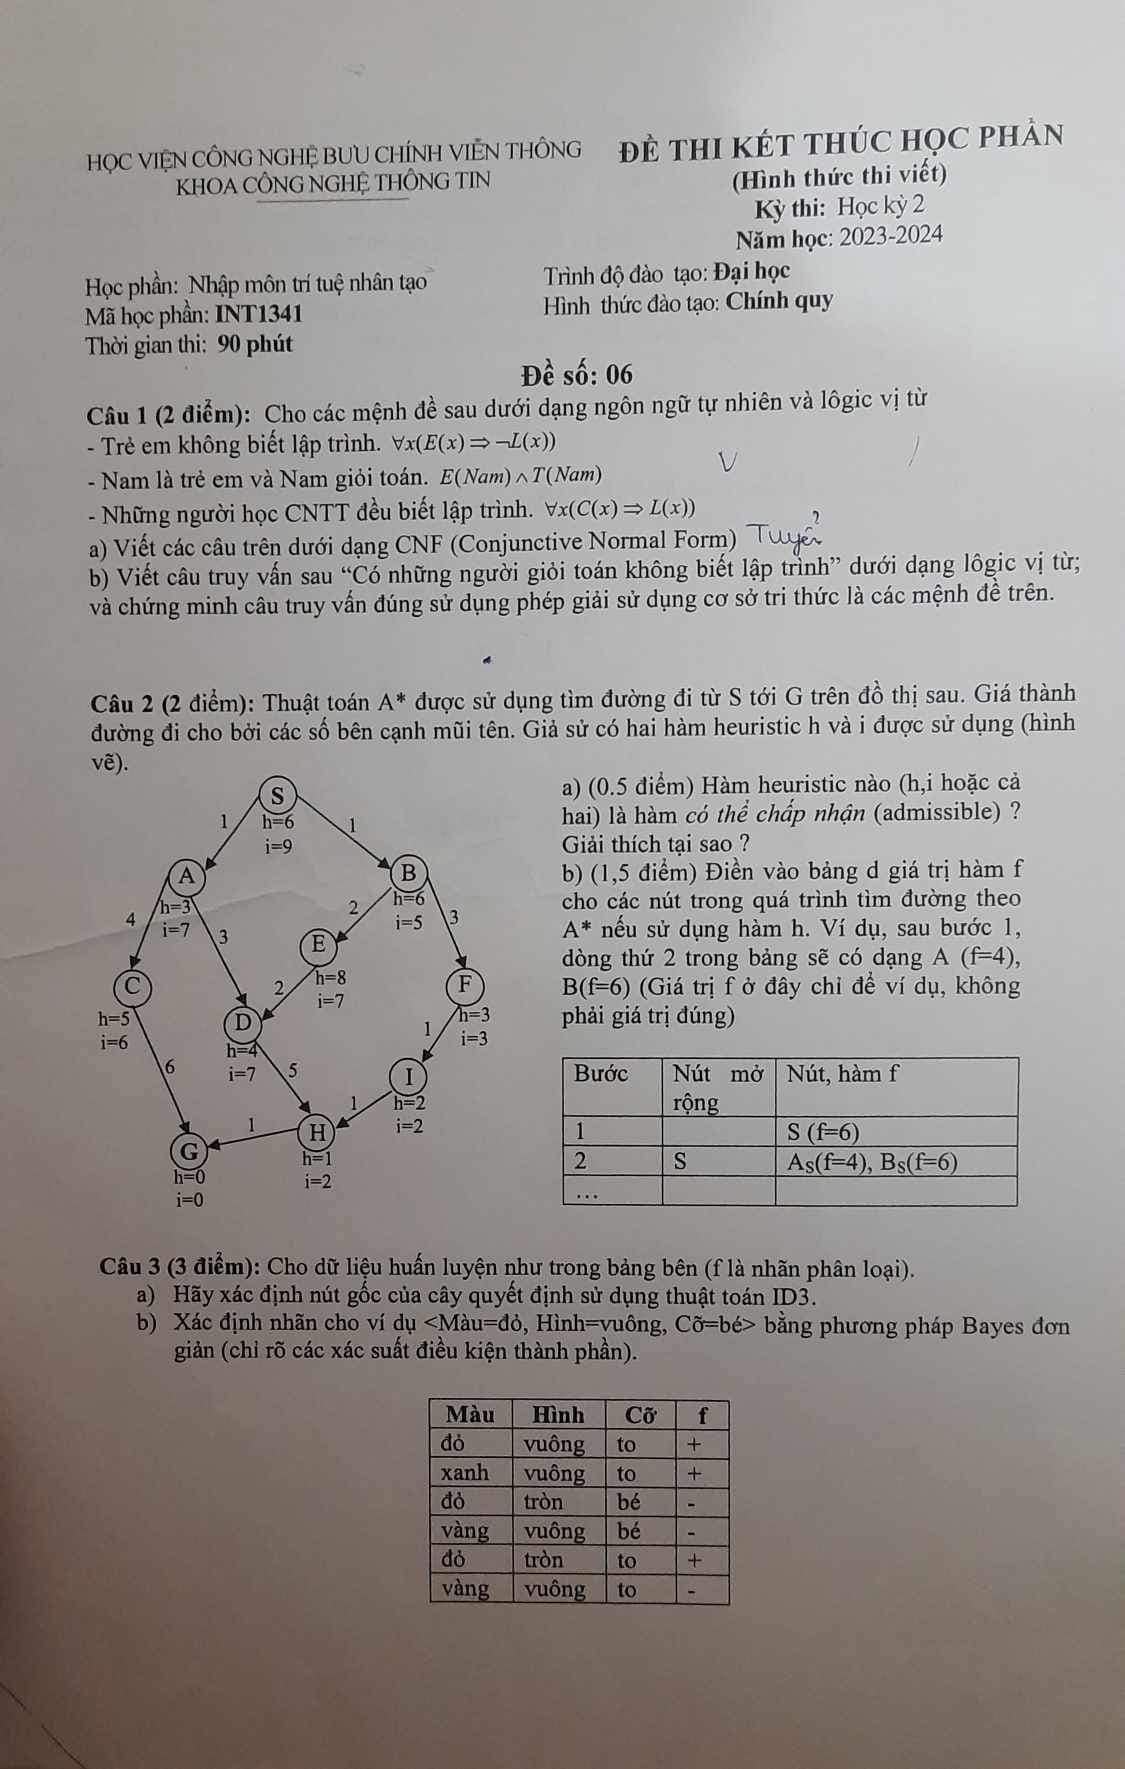 HỌC VIỆN CÔNG NGHỆ BƯU CHÍNH VIỄN THÔNG
KHOA CÔNG NGHỆ THÔNG TIN
ĐỀ THI KẾT THÚC HỌC PHẦN
(Hình thức thi viết)
Kỳ thi: Học kỳ 2
Năm học: 2023-2024
Học phần: Nhập môn trí tuệ nhân tạo
Mã học phần: INT1341
Thời gian thi: 90 phút
Trình độ đào tạo: Đại học
Hình thức đào tạo: Chính quy
Đề số: 06
Câu 1 (2 điểm): Cho các mệnh đề sau dưới dạng ngôn ngữ tự nhiên và lôgic vị từ
- Trẻ em không biết lập trình. ∀x(E(x) ⇒ ¬L(x))
- Nam là trẻ em và Nam giỏi toán. E(Nam) ∧ T(Nam)
V
- Những người học CNTT đều biết lập trình. ∀x(C(x) ⇒ L(x))
a) Viết các câu trên dưới dạng CNF (Conjunctive Normal Form) Tuyển ?
b) Viết câu truy vấn sau “Có những người giỏi toán không biết lập trình” dưới dạng lôgic vị từ;
và chứng minh câu truy vấn đúng sử dụng phép giải sử dụng cơ sở tri thức là các mệnh đề trên.
Câu 2 (2 điểm): Thuật toán A* được sử dụng tìm đường đi từ S tới G trên đồ thị sau. Giá thành
đường đi cho bởi các số bên cạnh mũi tên. Giả sử có hai hàm heuristic h và i được sử dụng (hình
vẽ).
S
h=6
i=9
1
1
A
h=3
i=7
B
h=6
i=5
4
3
2
3
E
h=8
i=7
C
h=5
i=6
2
F
h=3
i=3
D
h=4
i=7
1
6
5
I
h=2
i=2
1
H
h=1
i=2
1
G
h=0
i=0
a) (0.5 điểm) Hàm heuristic nào (h,i hoặc cả
hai) là hàm có thể chấp nhận (admissible) ?
Giải thích tại sao ?
b) (1,5 điểm) Điền vào bảng d giá trị hàm f
cho các nút trong quá trình tìm đường theo
A* nếu sử dụng hàm h. Ví dụ, sau bước 1,
dòng thứ 2 trong bảng sẽ có dạng A (f=4),
B(f=6) (Giá trị f ở đây chỉ để ví dụ, không
phải giá trị đúng)
Bước Nút mở rộng Nút, hàm f
1 S (f=6)
2 S AS(f=4), BS(f=6)
…
Câu 3 (3 điểm): Cho dữ liệu huấn luyện như trong bảng bên (f là nhãn phân loại).
a) Hãy xác định nút gốc của cây quyết định sử dụng thuật toán ID3.
b) Xác định nhãn cho ví dụ <Màu=đỏ, Hình=vuông, Cỡ=bé> bằng phương pháp Bayes đơn
giản (chỉ rõ các xác suất điều kiện thành phần).
Màu Hình Cỡ f
đỏ vuông to +
xanh vuông to +
đỏ tròn bé -
vàng vuông bé -
đỏ tròn to +
vàng vuông to -